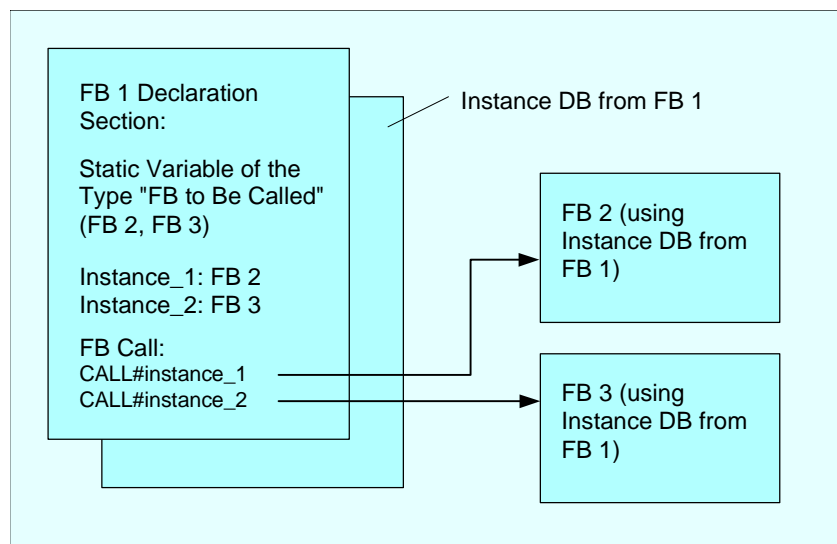 FB 1 Declaration
Section:
Static Variable of the
Type "FB to Be Called"
(FB 2, FB 3)
Instance_1: FB 2
Instance_2: FB 3
FB Call:
CALL#instance_1
CALL#instance_2
Instance DB from FB 1
FB 2 (using
Instance DB from
FB 1)
FB 3 (using
Instance DB from
FB 1)